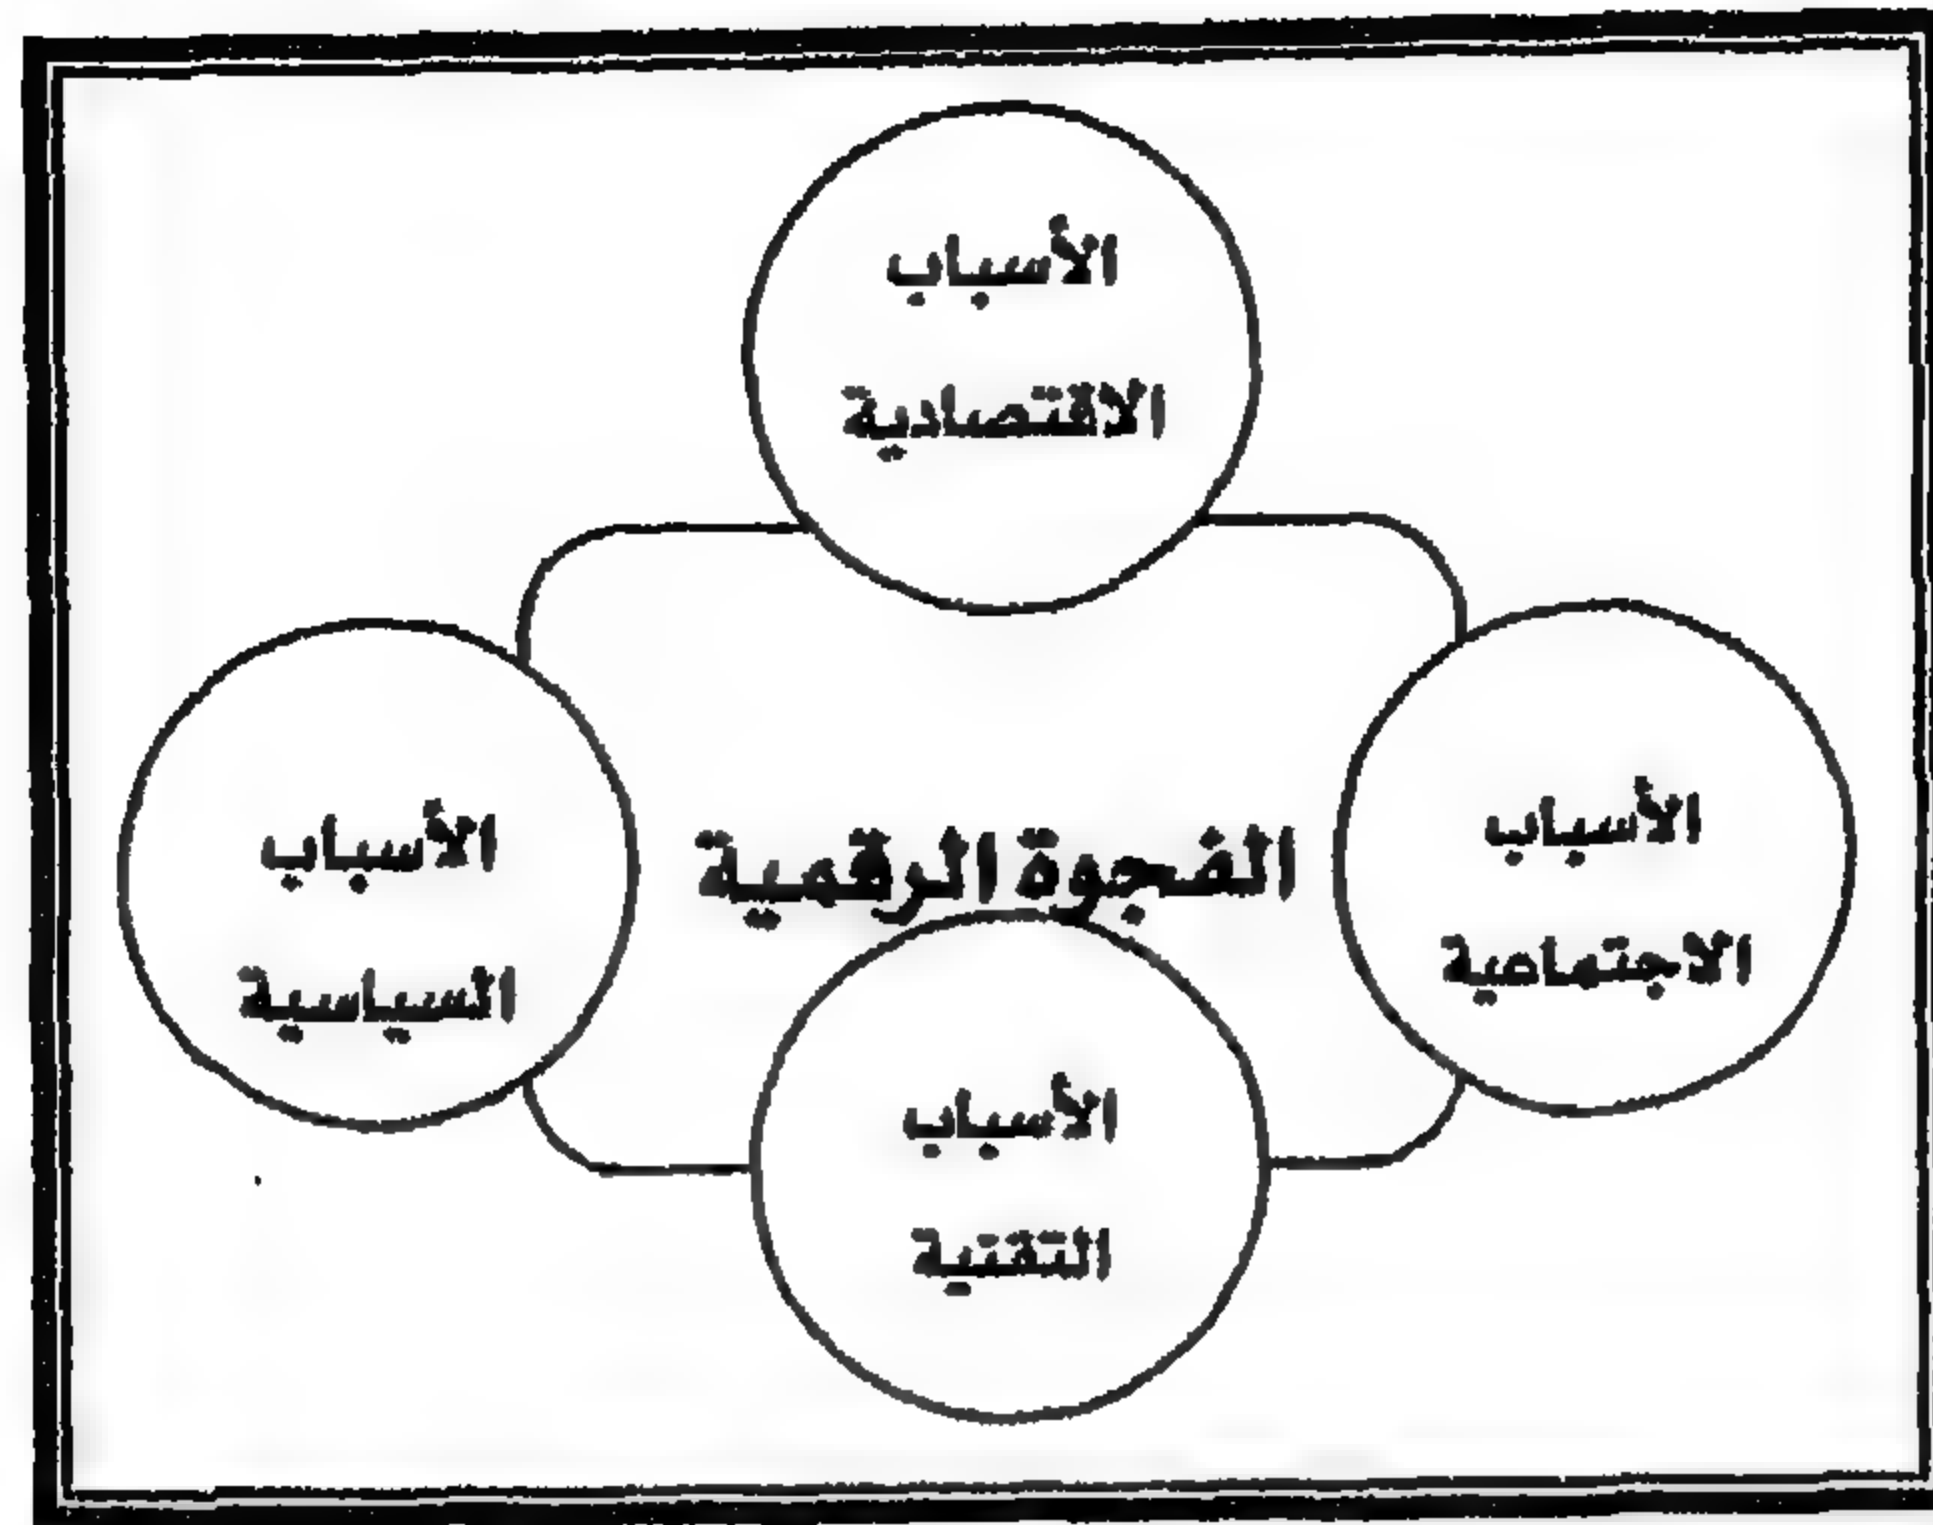 الأسباب
الاقتصادية
الأسباب
الاجتماعية
الفجوة الرقمية
الأسباب
السياسية
الأسباب
التقنية